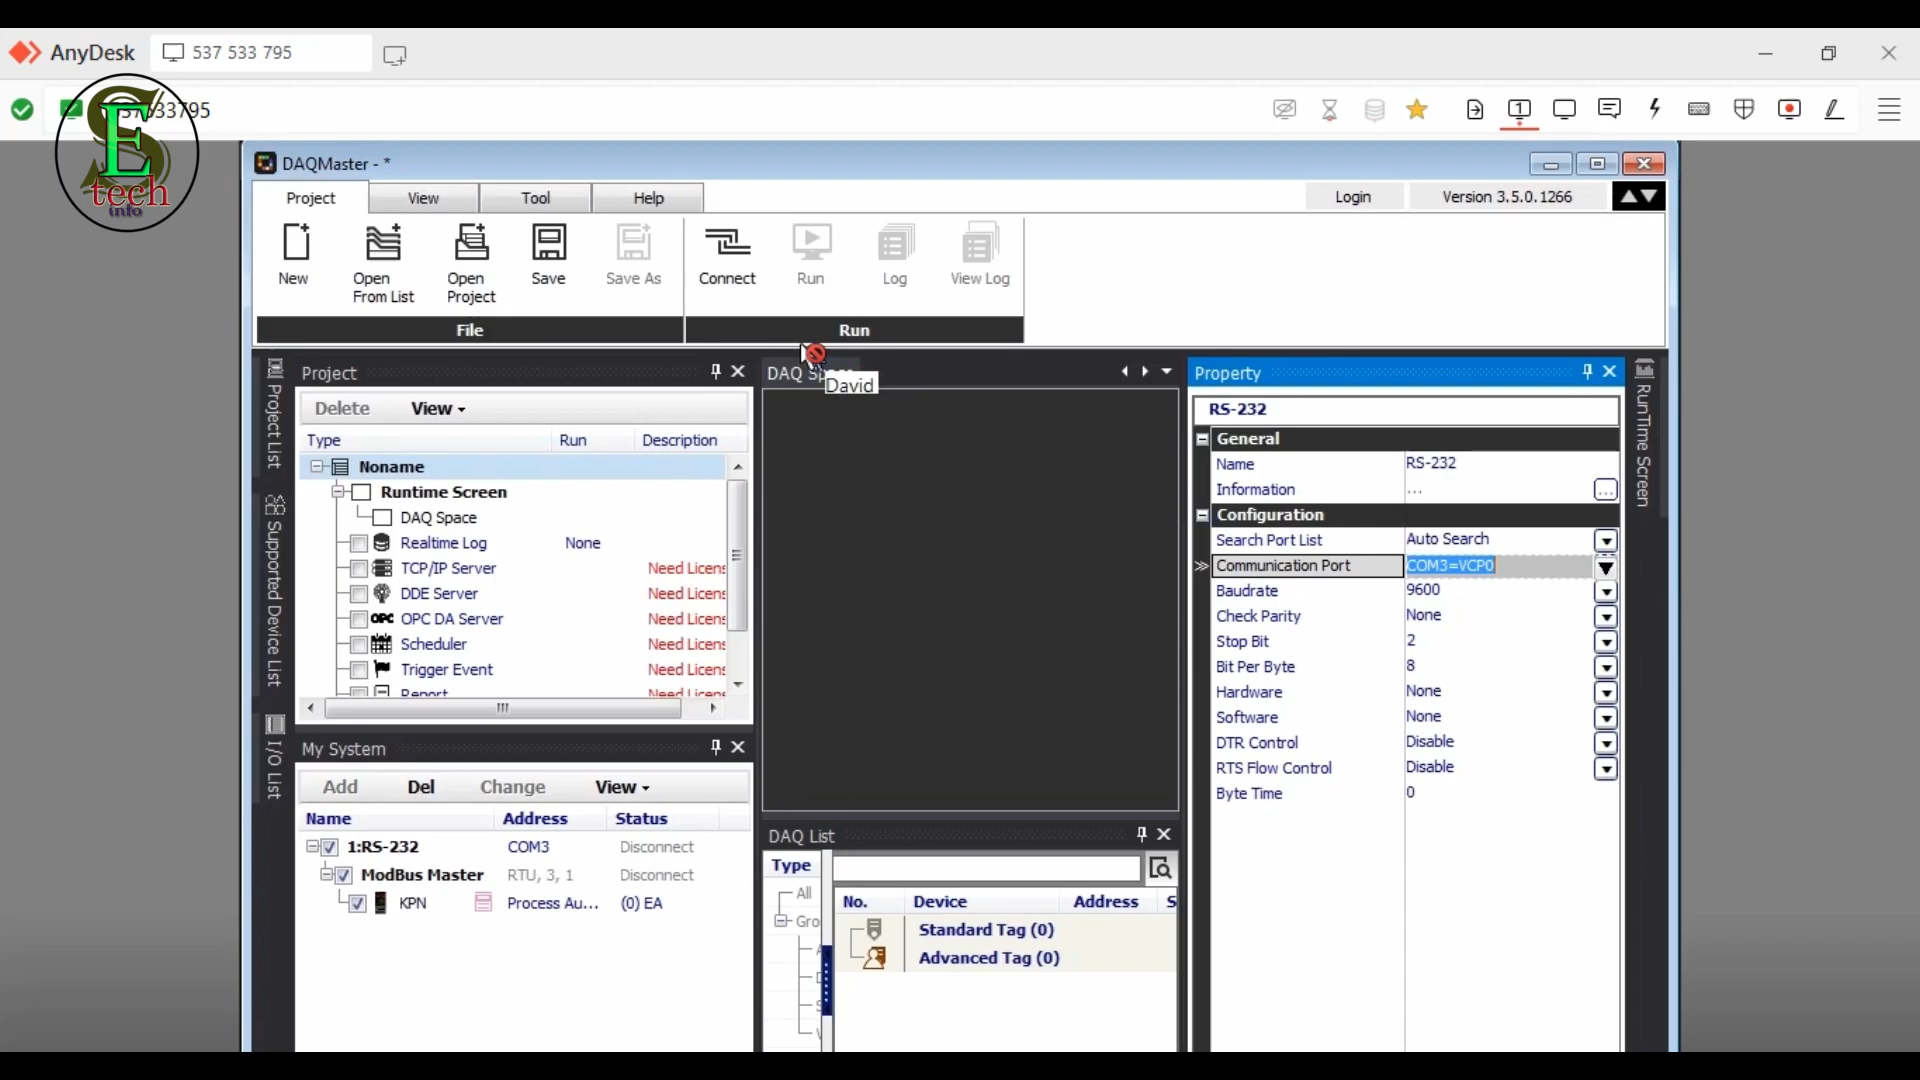 AnyDesk
537 533 795
33795
S
E
tech
info
DAQMaster - *
Project
View
Tool
Help
Login
Version 3.5.0.1266
New
Open From List
Open Project
Save
Save As
Connect
Run
Log
View Log
File
Run
Project List
Supported Device List
I/O List
Project
Delete
View
Type
Run
Description
Noname
Runtime Screen
DAQ Space
Realtime Log
None
TCP/IP Server
Need Licens
DDE Server
Need Licens
OPC DA Server
Need Licens
Scheduler
Need Licens
Trigger Event
Need Licens
Report
Need Licens
My System
Add
Del
Change
View
Name
Address
Status
1:RS-232
COM3
Disconnect
ModBus Master
RTU, 3, 1
Disconnect
KPN
Process Au...
(0) EA
DAQ Sp
David
DAQ List
Type
All
Gro
No.
Device
Address
S
Standard Tag (0)
Advanced Tag (0)
Property
RS-232
General
Name
RS-232
Information
...
Configuration
Search Port List
Auto Search
Communication Port
COM3=VCP0
Baudrate
9600
Check Parity
None
Stop Bit
2
Bit Per Byte
8
Hardware
None
Software
None
DTR Control
Disable
RTS Flow Control
Disable
Byte Time
0
RunTime Screen